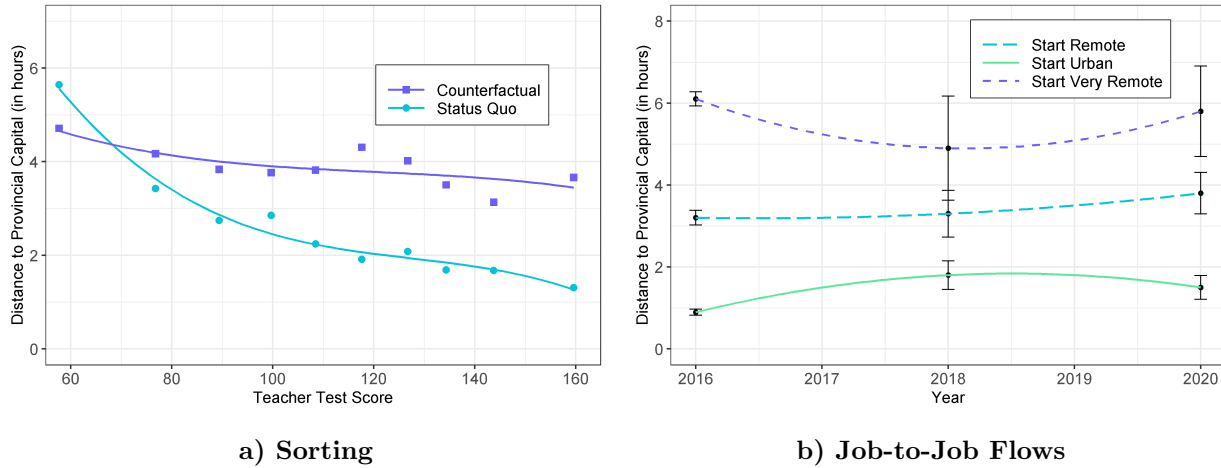 Distance to Provincial Capital (in hours)
6
4
2
0
Counterfactual
Status Quo
60
80
100
120
140
160
Teacher Test Score
a) Sorting
Distance to Provincial Capital (in hours)
8
6
4
2
0
Start Remote
Start Urban
Start Very Remote
2016
2017
2018
2019
2020
Year
b) Job-to-Job Flows